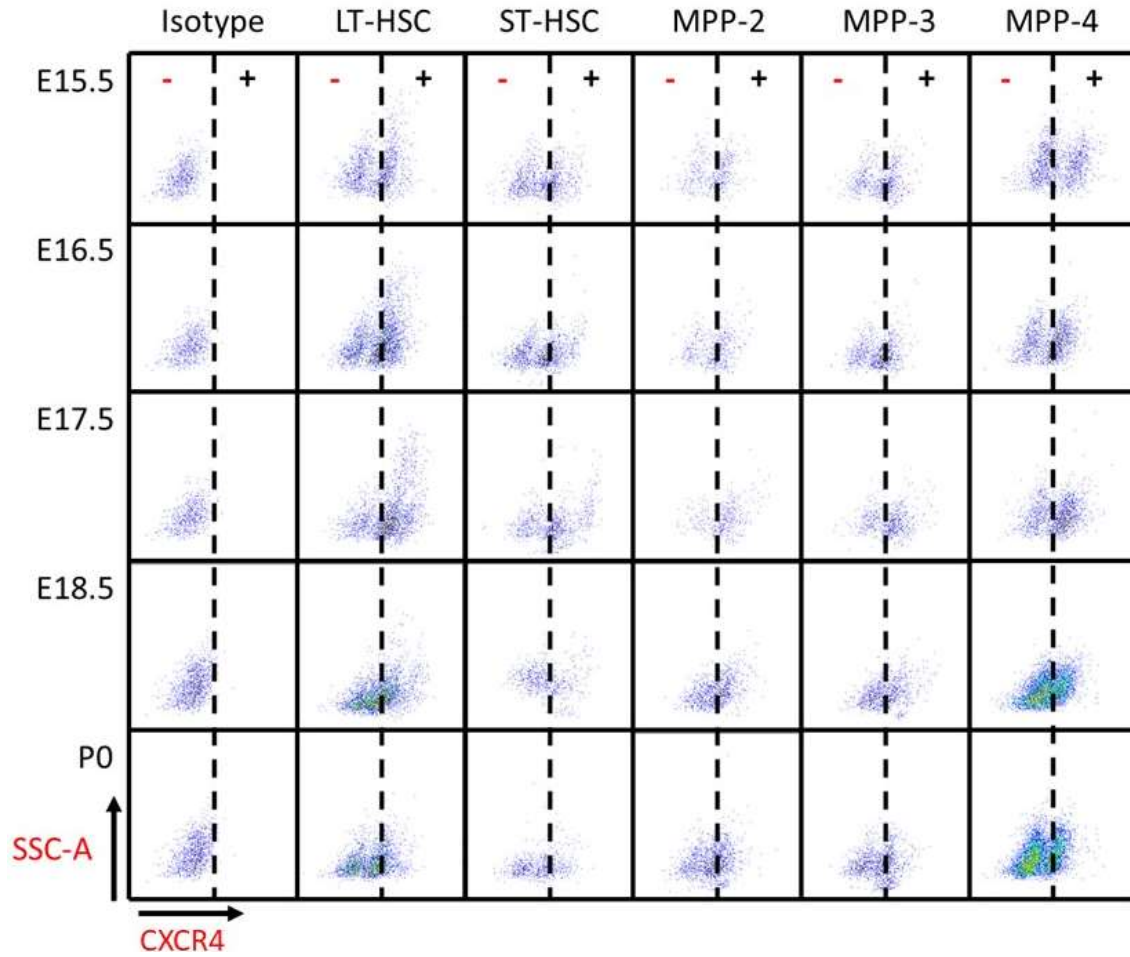 Isotype LT-HSC ST-HSC MPP-2 MPP-3 MPP-4
E15.5 - + - + - + - + - + - +
E16.5
E17.5
E18.5
P0
SSC-A
CXCR4